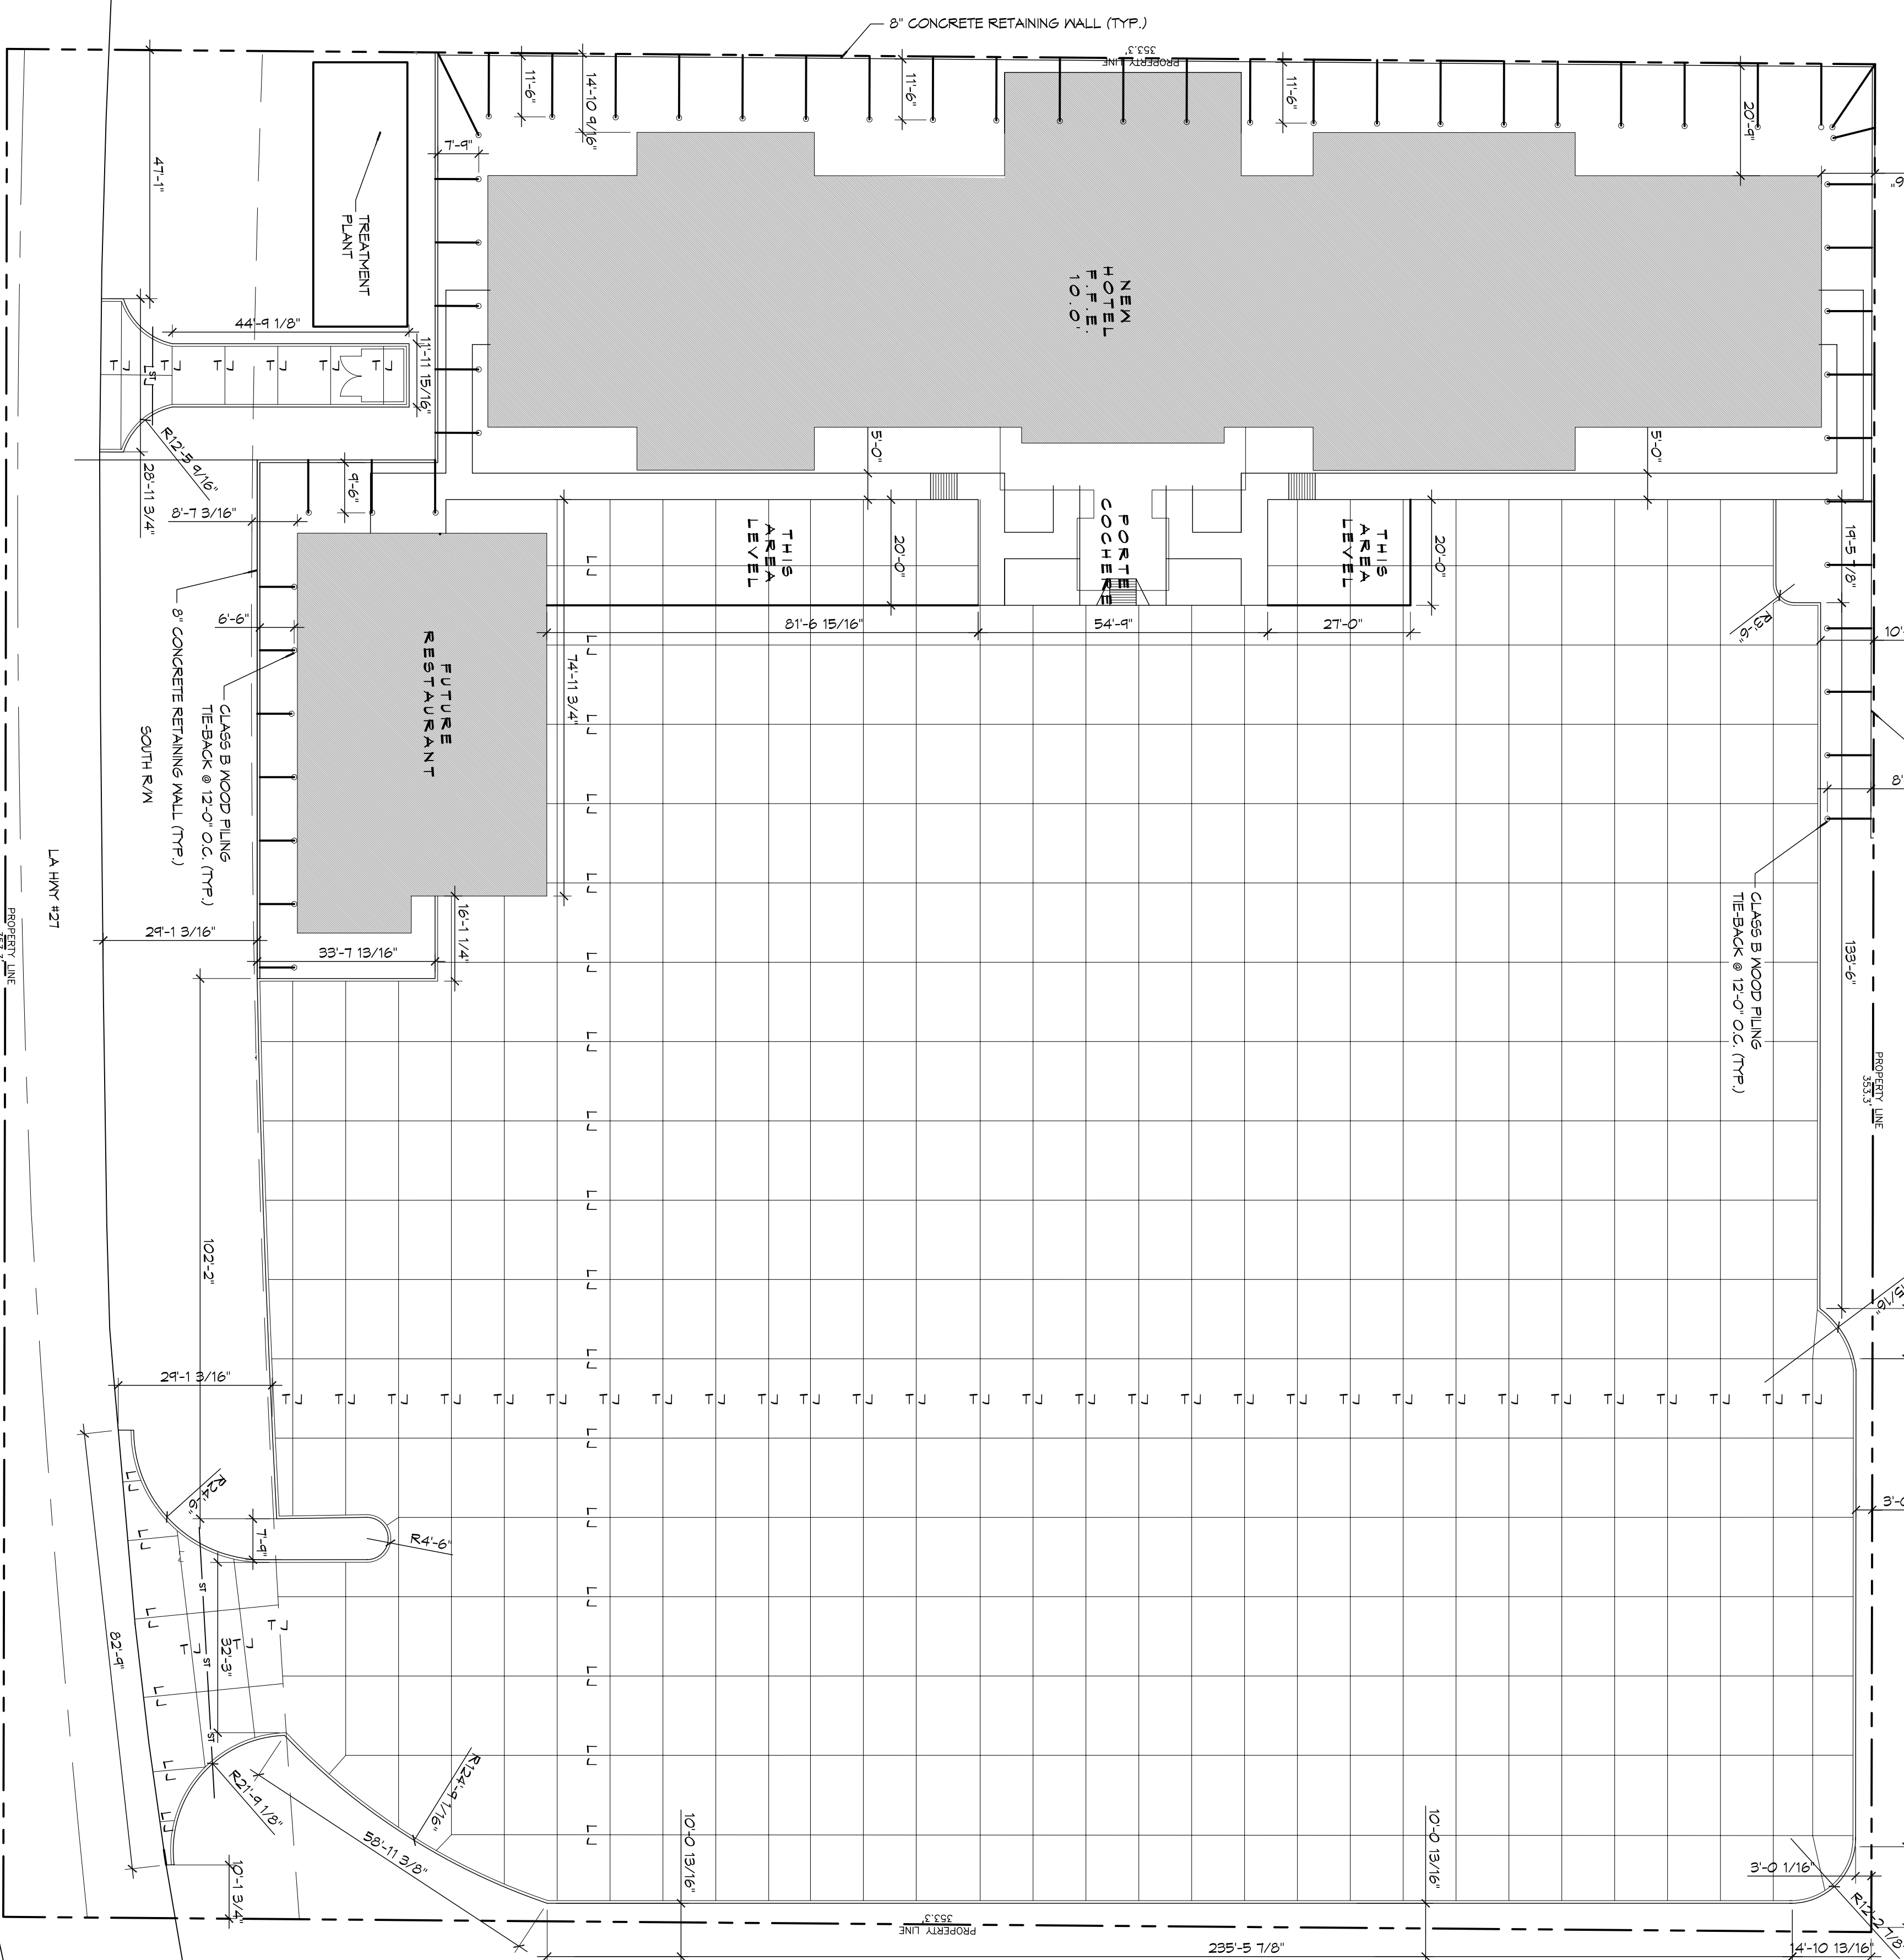 8" CONCRETE RETAINING WALL (TYP.)
353.3'
PROPERTY LINE
11'-6"
14'-10 9/16"
11'-6"
11'-6"
20'-9"
7'-9"
47'-1"
TREATMENT
PLANT
NEW
HOTEL
F.F.E.
10.0'
44'-9 1/8"
11'-11 15/16"
R12'-5 9/16"
28'-11 3/4"
9'-6"
8'-7 3/16"
5'-0"
5'-0"
THIS
AREA
LEVEL
20'-0"
PORTE
COCHERE
THIS
AREA
LEVEL
20'-0"
19'-5 7/8"
R3'-6"
81'-6 15/16"
54'-9"
27'-0"
6'-6"
74'-11 3/4"
FUTURE
RESTAURANT
CLASS B WOOD PILING
TIE-BACK @ 12'-0" O.C. (TYP.)
8" CONCRETE RETAINING WALL (TYP.)
SOUTH R/W
LA HWY #27
PROPERTY LINE
29'-1 3/16"
33'-7 13/16"
16'-1 1/4"
CLASS B WOOD PILING
TIE-BACK @ 12'-0" O.C. (TYP.)
133'-6"
PROPERTY LINE
353.3'
102'-2"
29'-1 3/16"
R24'-6"
7'-9"
R4'-6"
82'-9"
32'-3"
ST
ST
ST
ST
R21'-9 1/8"
R124'-9 1/16"
58'-11 3/8"
10'-1 3/4"
10'-0 13/16"
10'-0 13/16"
3'-0 1/16"
R12'-2 7/8"
353.3'
PROPERTY LINE
235'-5 7/8"
14'-10 13/16"